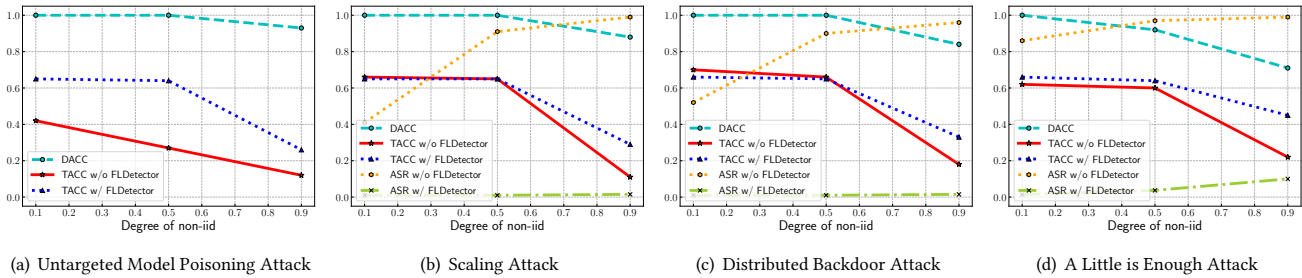 1.0
0.8
0.6
0.4
0.2
0.0
DACC
TACC w/o FLDetector
TACC w/ FLDetector
0.1 0.2 0.3 0.4 0.5 0.6 0.7 0.8 0.9
Degree of non-iid
(a) Untargeted Model Poisoning Attack
1.0
0.8
0.6
0.4
0.2
0.0
DACC
TACC w/o FLDetector
TACC w/ FLDetector
ASR w/o FLDetector
ASR w/ FLDetector
0.1 0.2 0.3 0.4 0.5 0.6 0.7 0.8 0.9
Degree of non-iid
(b) Scaling Attack
1.0
0.8
0.6
0.4
0.2
0.0
DACC
TACC w/o FLDetector
TACC w/ FLDetector
ASR w/o FLDetector
ASR w/ FLDetector
0.1 0.2 0.3 0.4 0.5 0.6 0.7 0.8 0.9
Degree of non-iid
(c) Distributed Backdoor Attack
1.0
0.8
0.6
0.4
0.2
0.0
DACC
TACC w/o FLDetector
TACC w/ FLDetector
ASR w/o FLDetector
ASR w/ FLDetector
0.1 0.2 0.3 0.4 0.5 0.6 0.7 0.8 0.9
Degree of non-iid
(d) A Little is Enough Attack